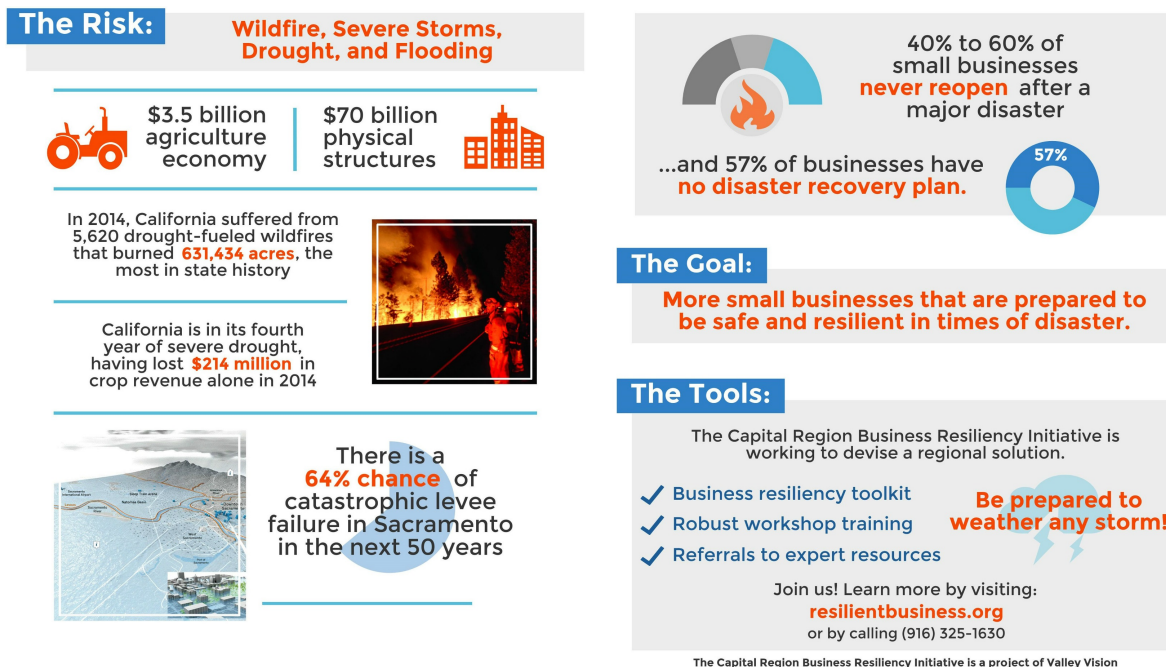 The Risk:
Wildfire, Severe Storms,
Drought, and Flooding
$3.5 billion
agriculture
economy
$70 billion
physical
structures
In 2014, California suffered from
5,620 drought-fueled wildfires
that burned 631,434 acres, the
most in state history
California is in its fourth
year of severe drought,
having lost $214 million in
crop revenue alone in 2014
There is a
64% chance of
catastrophic levee
failure in Sacramento
in the next 50 years
40% to 60% of
small businesses
never reopen after a
major disaster
...and 57% of businesses have
no disaster recovery plan.
57%
The Goal:
More small businesses that are prepared to
be safe and resilient in times of disaster.
The Tools:
The Capital Region Business Resiliency Initiative is
working to devise a regional solution.
Business resiliency toolkit
Robust workshop training
Referrals to expert resources
Be prepared to
weather any storm!
Join us! Learn more by visiting:
resilientbusiness.org
or by calling (916) 325-1630
The Capital Region Business Resiliency Initiative is a project of Valley Vision